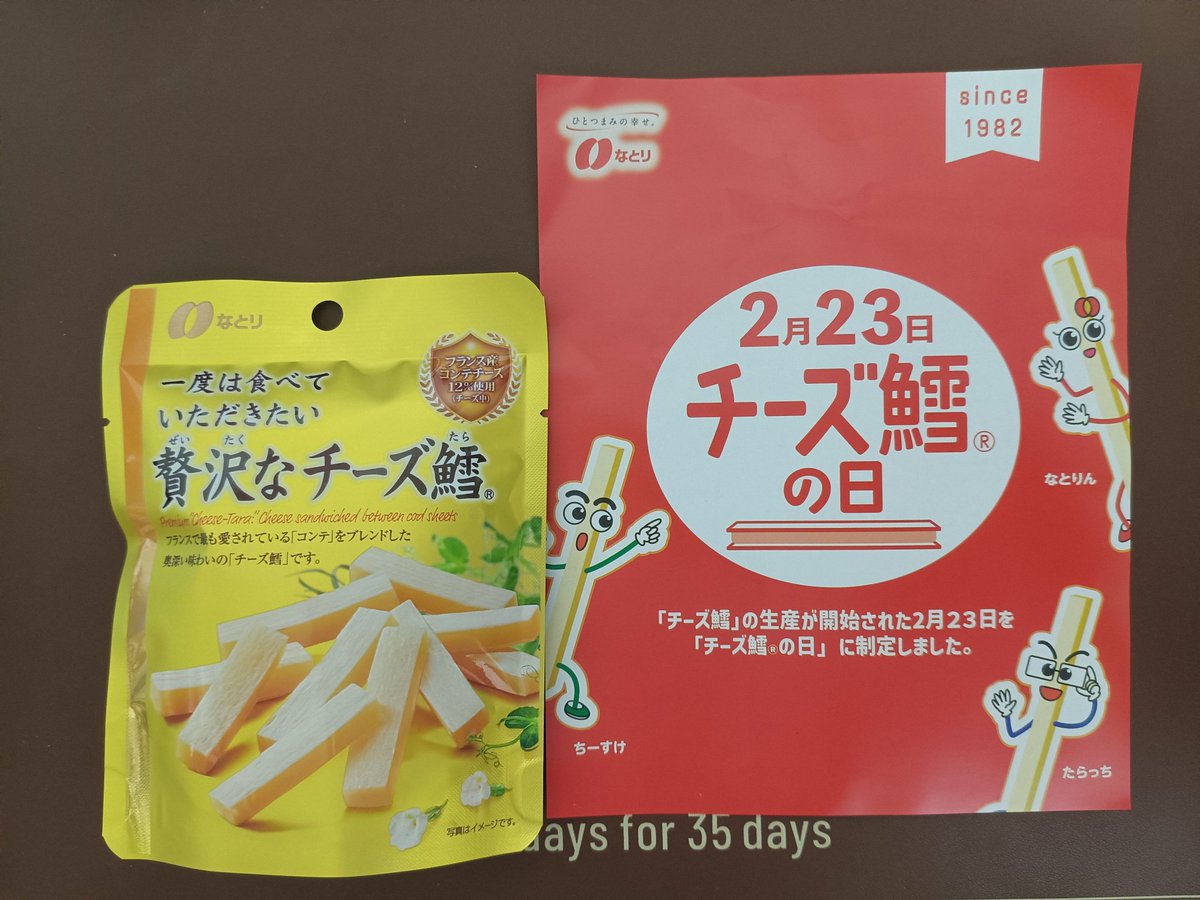 なとり
一度は食べて
いただきたい
ぜいたくたら
贅沢なチーズ鱈®
Premium "Cheese-Tara." Cheese sandwiched between cod sheets
フランスで最も愛されている「コンテ」をブレンドした
奥深い味わいの「チーズ鱈」です。
フランス産
コンテチーズ
12%使用
(チーズ中)
写真はイメージです。
ひとつまみの幸せ。
なとり
since
1982
2月23日
チーズ鱈®
の日
「チーズ鱈」の生産が開始された2月23日を
「チーズ鱈®の日」に制定しました。
なとりん
ちーすけ
たらっち
days for 35 days